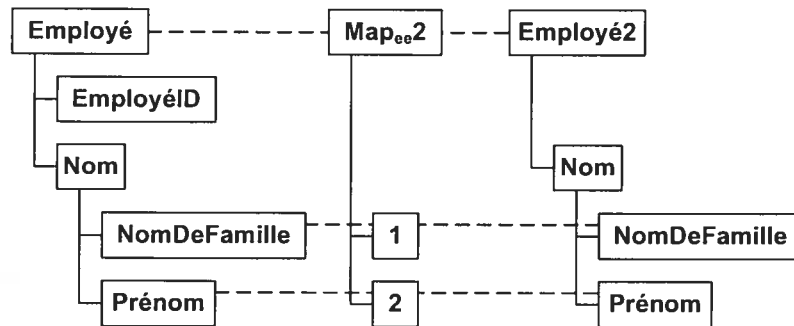 Employé Map_ee2 Employé2
EmployéID
Nom Nom
NomDeFamille 1 NomDeFamille
Prénom 2 Prénom